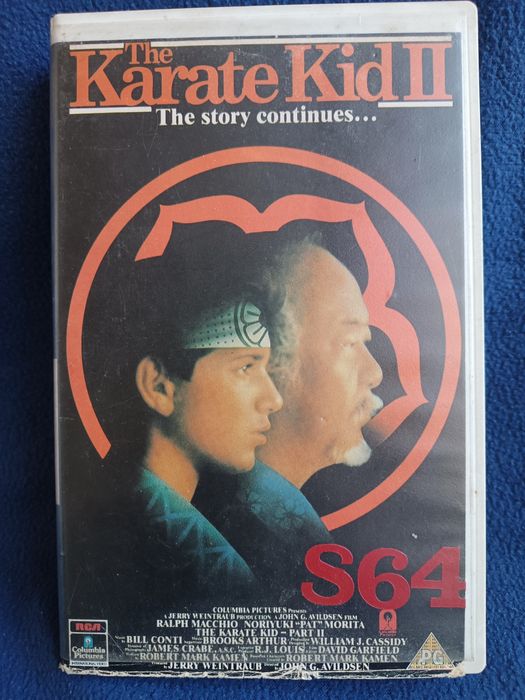 The
Karate Kid II
The story continues...
S64
COLUMBIA PICTURES Presents
A JERRY WEINTRAUB PRODUCTION A JOHN G. AVILDSEN FILM
RALPH MACCHIO NORIYUKI "PAT" MORITA
THE KARATE KID - PART II
BILL CONTI BROOKS ARTHUR WILLIAM J. CASSIDY
JAMES CRABE, A.S.C. R.J. LOUIS DAVID GARFIELD
ROBERT MARK KAMEN ROBERT MARK KAMEN
JERRY WEINTRAUB JOHN G. AVILDSEN
RCA
Columbia
Pictures
INTERNATIONAL VIDEO
PG